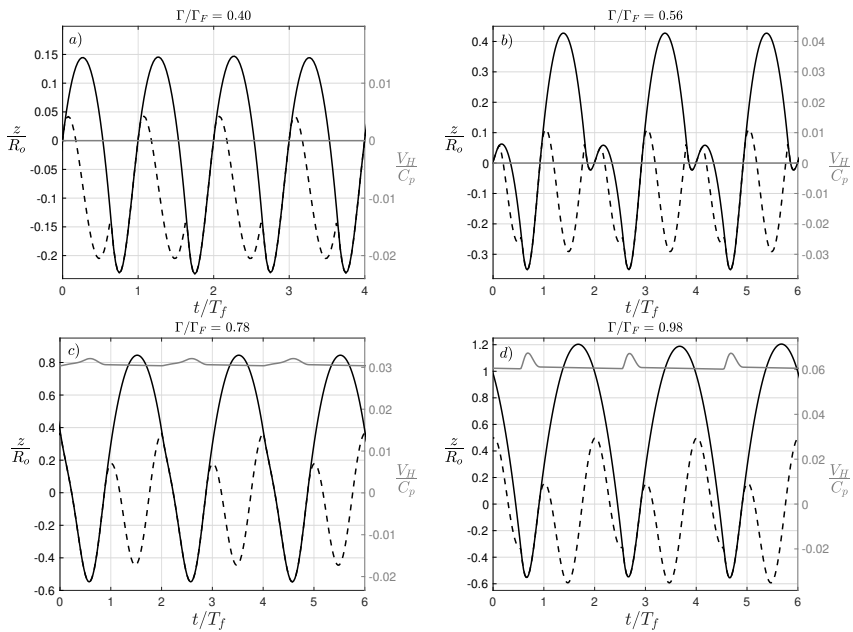 Γ/Γ_F = 0.40
a)
0.15
0.1
0.05
0
-0.05
-0.1
-0.15
-0.2
z/R_o
0.01
0
-0.01
-0.02
V_H/C_p
0 1 2 3 4
t/T_f
Γ/Γ_F = 0.56
b)
0.4
0.3
0.2
0.1
0
-0.1
-0.2
-0.3
z/R_o
0.04
0.03
0.02
0.01
0
-0.01
-0.02
-0.03
V_H/C_p
0 1 2 3 4 5 6
t/T_f
Γ/Γ_F = 0.78
c)
0.8
0.6
0.4
0.2
0
-0.2
-0.4
-0.6
z/R_o
0.03
0.02
0.01
0
-0.01
-0.02
V_H/C_p
0 1 2 3 4 5 6
t/T_f
Γ/Γ_F = 0.98
d)
1.2
1
0.8
0.6
0.4
0.2
0
-0.2
-0.4
-0.6
z/R_o
0.06
0.04
0.02
0
-0.02
V_H/C_p
0 1 2 3 4 5 6
t/T_f